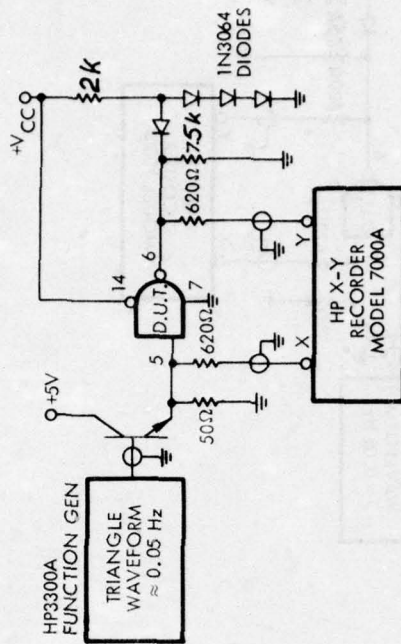 HP3300A
FUNCTION GEN
TRIANGLE
WAVEFORM
≈ 0.05 Hz
+5V
50Ω
5
620Ω
X
14
D.U.T.
7
6
620Ω
7.5k
Y
+VCC
2k
1N3064
DIODES
HP X-Y
RECORDER
MODEL 7000A